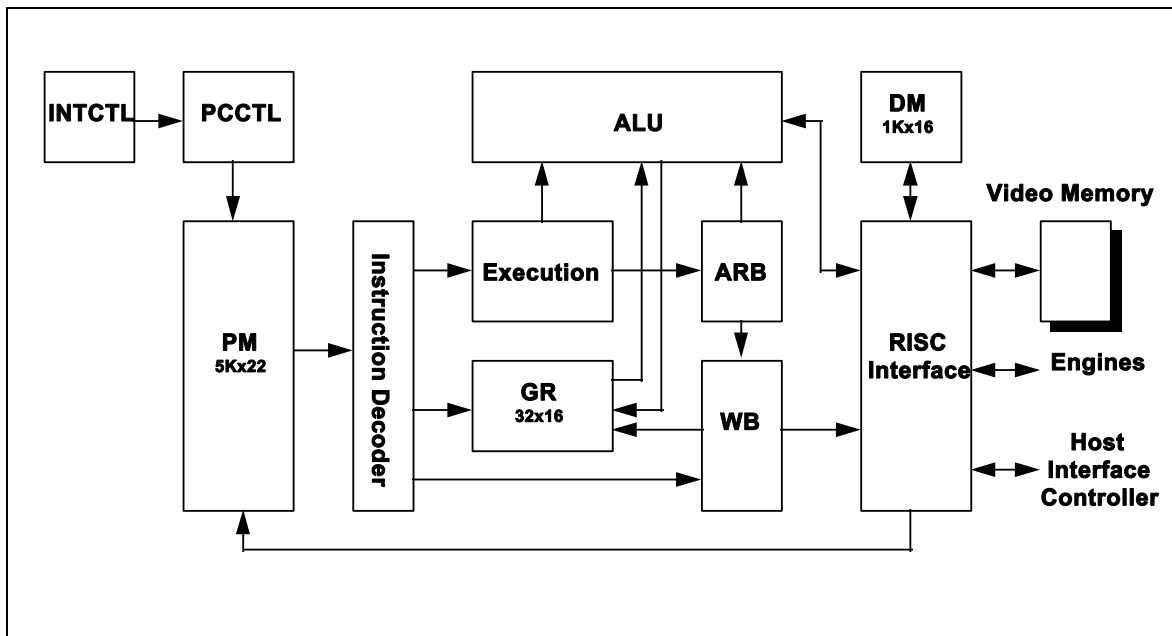 INTCTL
PCCTL
ALU
DM
1Kx16
Video Memory
PM
5Kx22
Instruction Decoder
Execution
ARB
RISC
Interface
GR
32x16
WB
Engines
Host
Interface
Controller